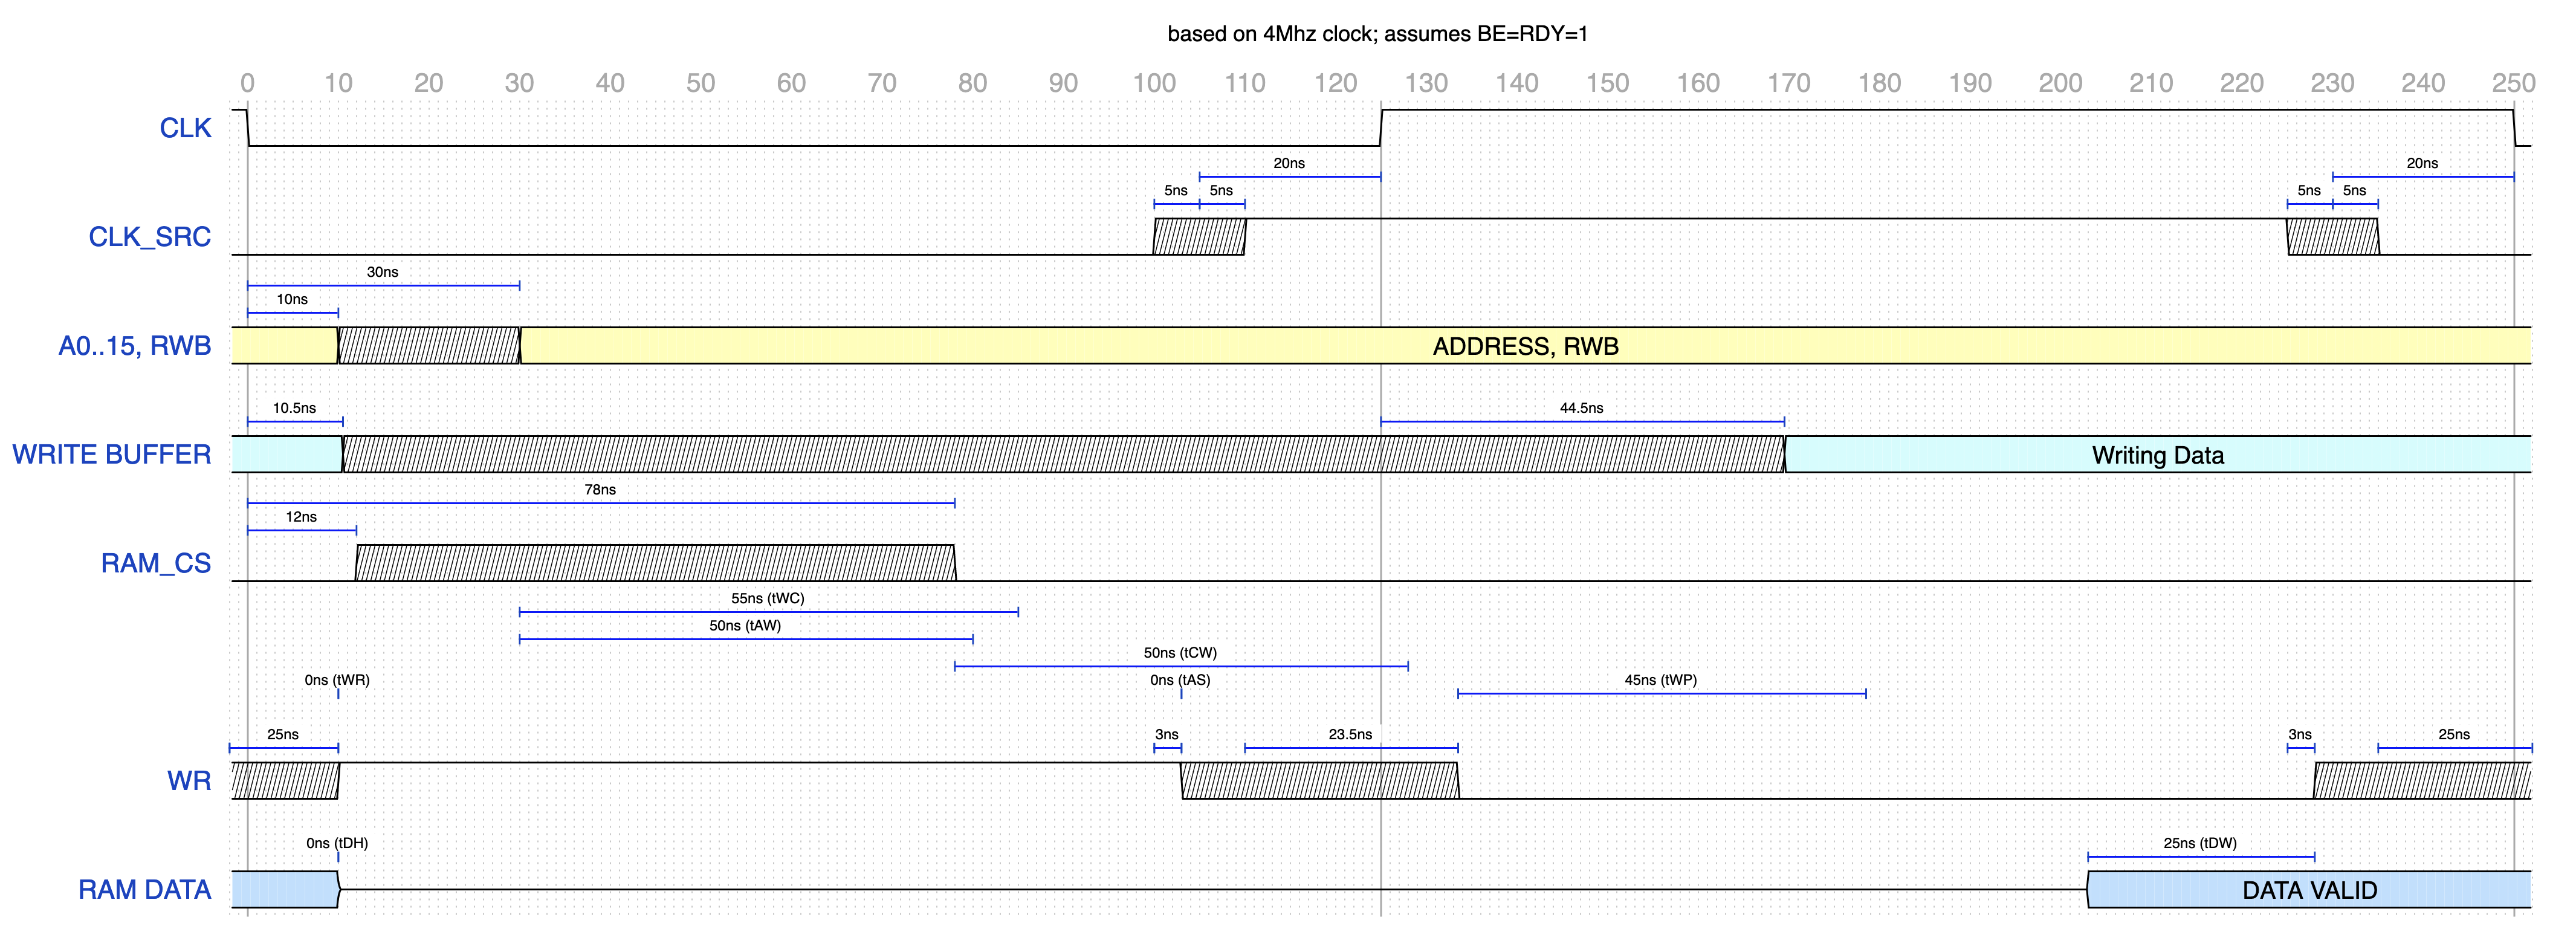 based on 4Mhz clock; assumes BE=RDY=1
0 10 20 30 40 50 60 70 80 90 100 110 120 130 140 150 160 170 180 190 200 210 220 230 240 250
CLK
20ns 20ns
5ns 5ns 5ns 5ns
CLK_SRC
30ns
10ns
A0..15, RWB ADDRESS, RWB
10.5ns 44.5ns
WRITE BUFFER Writing Data
78ns
12ns
RAM_CS
55ns (tWC)
50ns (tAW)
50ns (tCW)
0ns (tWR) 0ns (tAS) 45ns (tWP)
25ns 3ns 23.5ns 3ns 25ns
WR
0ns (tDH) 25ns (tDW)
RAM DATA DATA VALID